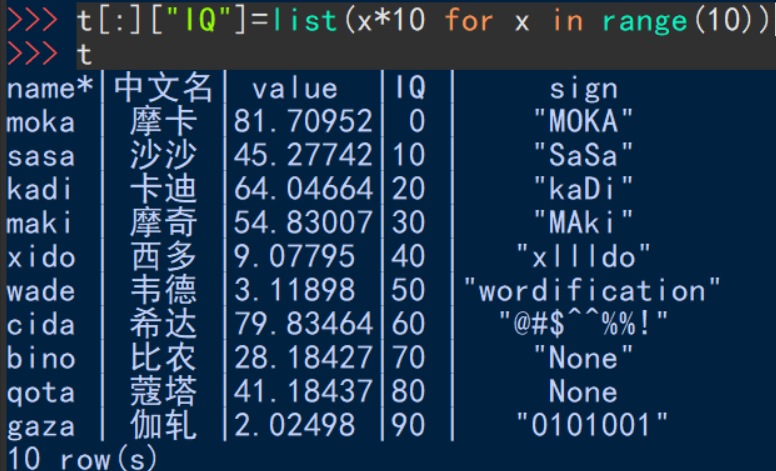 >>> t[:]["IQ"]=list(x*10 for x in range(10))
>>> t
name*|中文名| value |IQ | sign
moka | 摩卡 |81.70952| 0 | "MOKA"
sasa | 沙沙 |45.27742|10 | "SaSa"
kadi | 卡迪 |64.04664|20 | "kaDi"
maki | 摩奇 |54.83007|30 | "MAki"
xido | 西多 |9.07795 |40 | "xIlldo"
wade | 韦德 |3.11898 |50 |"wordification"
cida | 希达 |79.83464|60 | "@#$^^%%!"
bino | 比农 |28.18427|70 | "None"
qota | 蔻塔 |41.18437|80 | None
gaza | 伽轧 |2.02498 |90 | "0101001"
10 row(s)